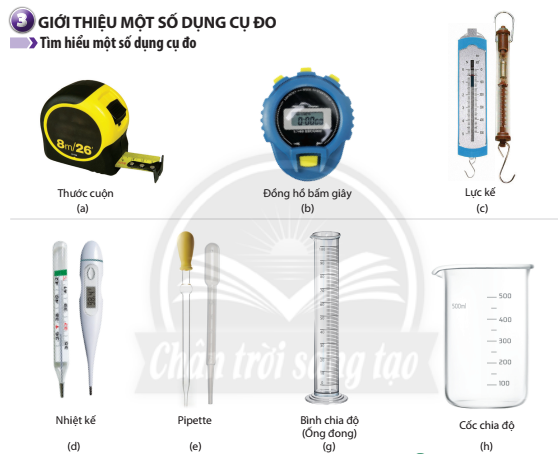 3 GIỚI THIỆU MỘT SỐ DỤNG CỤ ĐO
Tìm hiểu một số dụng cụ đo
8m/26'
Thước cuộn
(a)
Đồng hồ bấm giây
(b)
Lực kế
(c)
Chân trời sáng tạo
Nhiệt kế
(d)
Pipette
(e)
Bình chia độ
(Ống đong)
(g)
500ml
500
400
300
200
100
Cốc chia độ
(h)